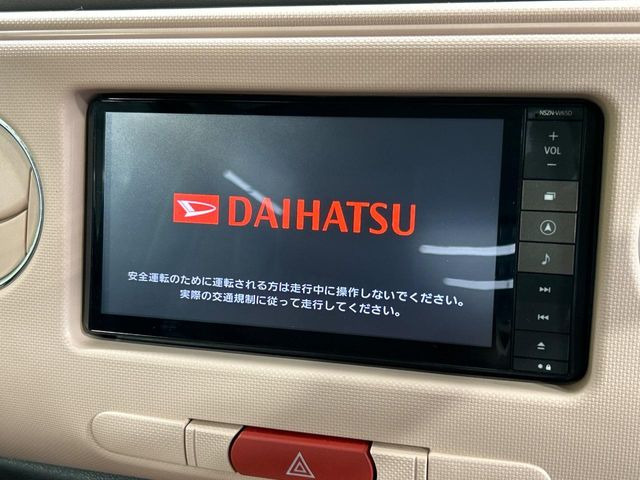 NSZN-W65D
+
VOL
−
DAIHATSU
安全運転のために運転される方は走行中に操作しないでください。
実際の交通規制に従って走行してください。